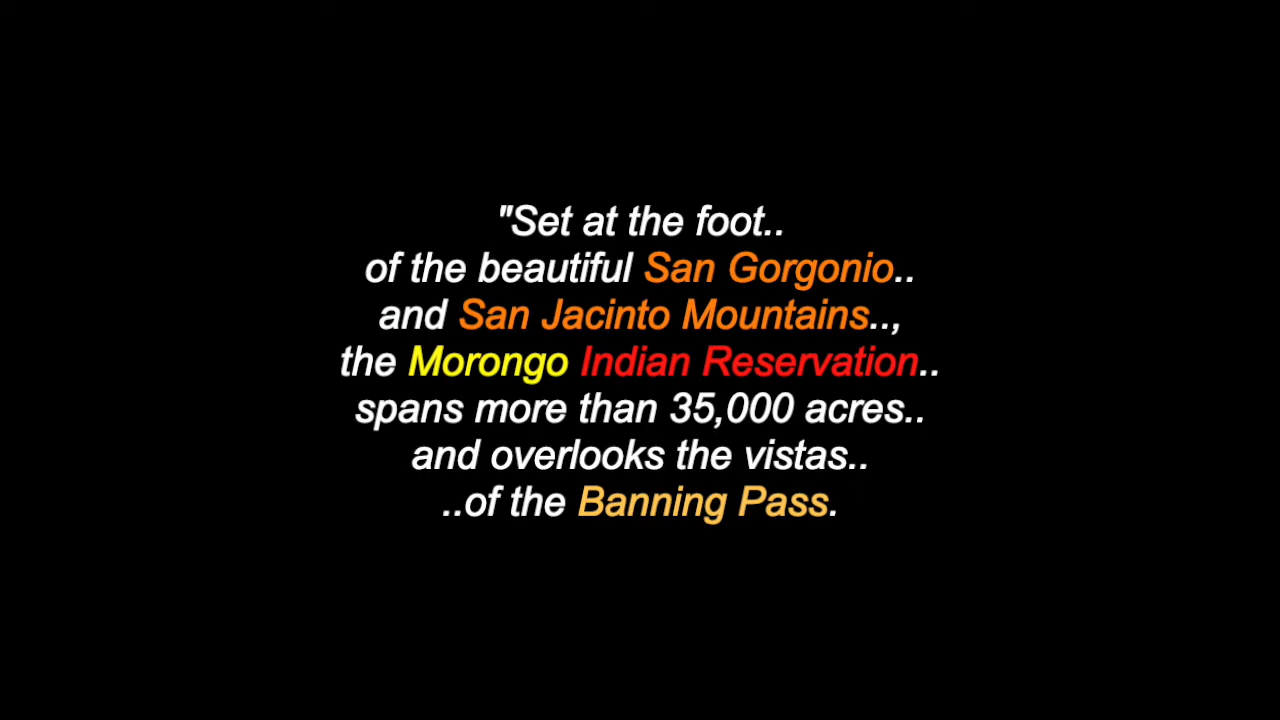 "Set at the foot..
of the beautiful San Gorgonio..
and San Jacinto Mountains..,
the Morongo Indian Reservation..
spans more than 35,000 acres..
and overlooks the vistas..
..of the Banning Pass.